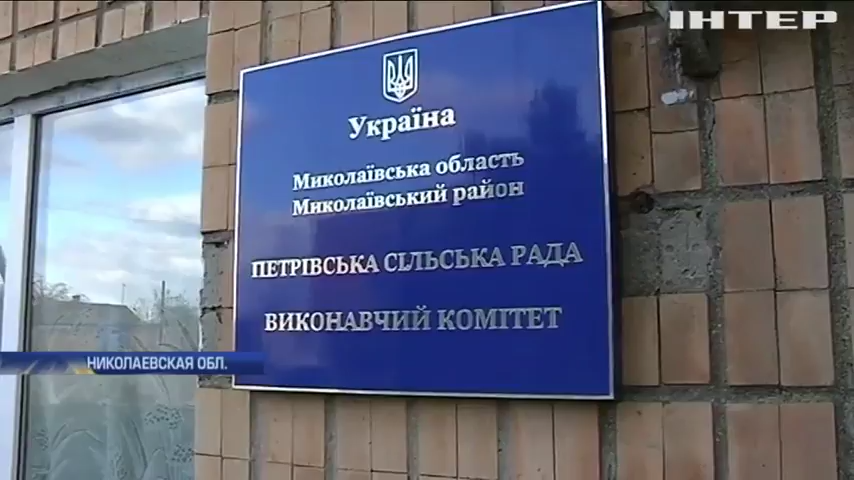 ІНТЕР
Україна
Миколаївська область
Миколаївський район
ПЕТРІВСЬКА СІЛЬСЬКА РАДА
ВИКОНАВЧИЙ КОМІТЕТ
НИКОЛАЕВСКАЯ ОБЛ.